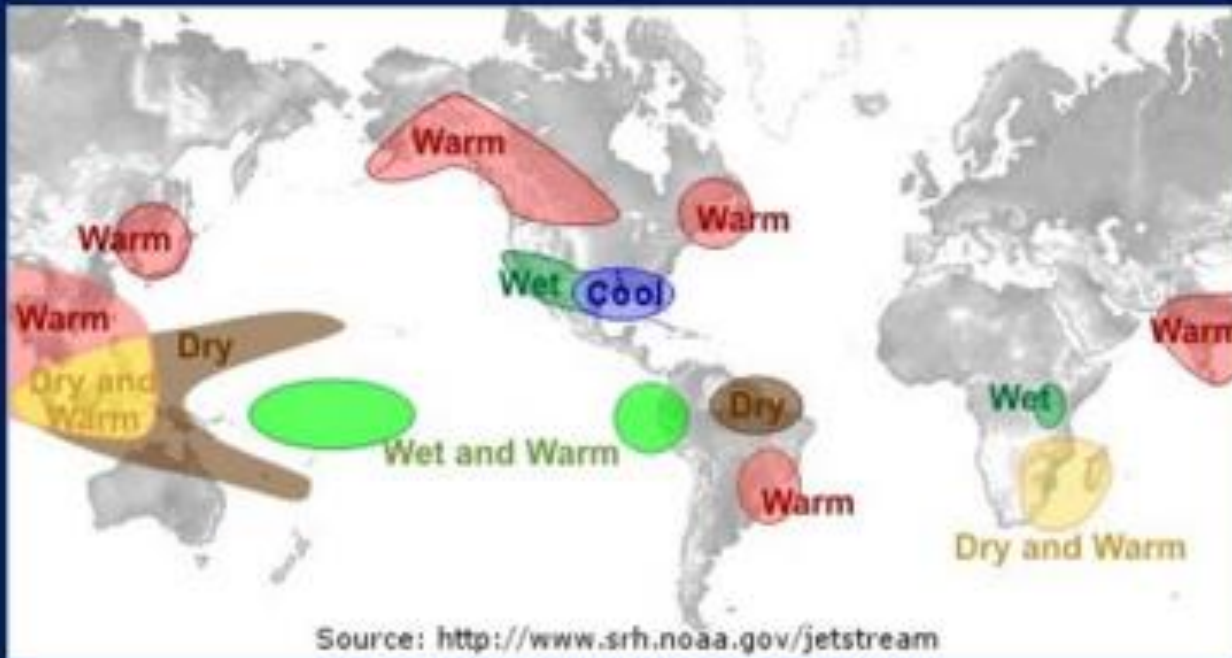 Warm
Warm
Warm
Wet
Cool
Warm
Dry
Warm
Dry and
Warm
Dry
Wet
Wet and Warm
Warm
Dry and Warm
Source: http://www.srh.noaa.gov/jetstream